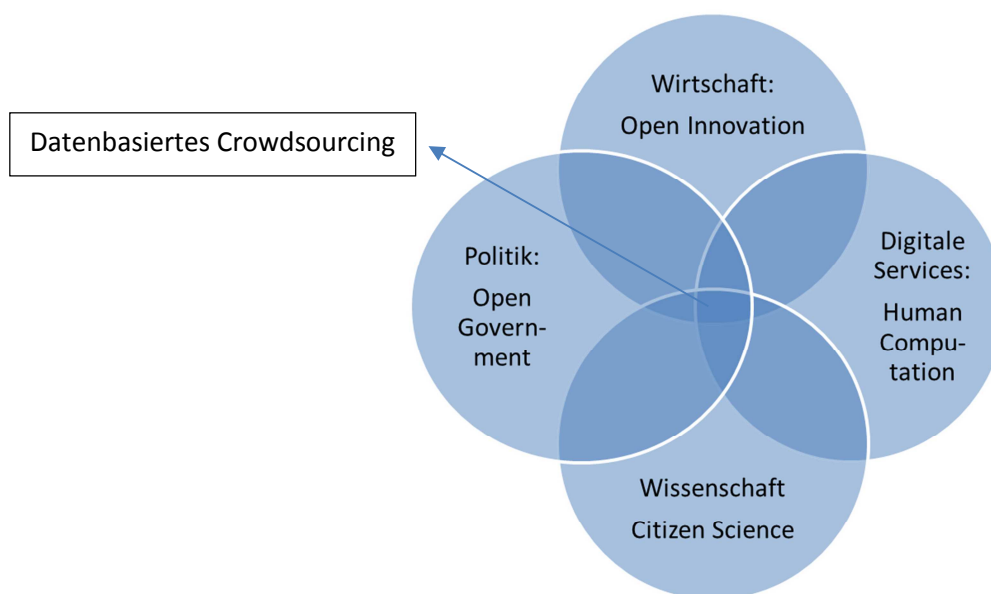 Wirtschaft:
Open Innovation
Datenbasiertes Crowdsourcing
Politik:
Open
Govern-
ment
Digitale
Services:
Human
Compu-
tation
Wissenschaft
Citizen Science